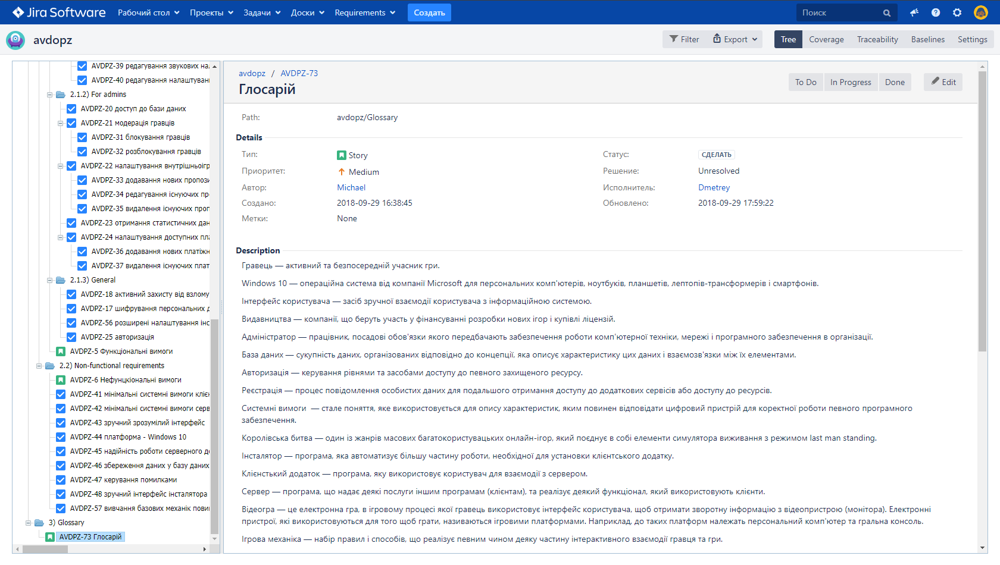 Jira Software
Рабочий стол
Проекты
Задачи
Доски
Requirements
Создать
Поиск
avdopz
Filter
Export
Tree
Coverage
Traceability
Baselines
Settings
AVDPZ-39 редагування звукових на
AVDPZ-40 редагування налаштуван
2.1.2) For admins
AVDPZ-20 доступ до бази даних
AVDPZ-21 модерація гравців
AVDPZ-31 блокування гравців
AVDPZ-32 розблокування гравців
AVDPZ-22 налаштування внутрішньоігр
AVDPZ-33 додавання нових пропози
AVDPZ-34 редагування існуючих пр
AVDPZ-35 видалення існуючих проп
AVDPZ-23 отримання статистичних дан
AVDPZ-24 налаштування доступних пла
AVDPZ-36 додавання нових платіжн
AVDPZ-37 видалення існуючих плат
2.1.3) General
AVDPZ-18 активний захисту від взлому
AVDPZ-17 шифрування персональних д
AVDPZ-56 розширені налаштування інс
AVDPZ-25 авторизація
AVDPZ-5 Функціональні вимоги
2.2) Non-functional requirements
AVDPZ-6 Нефунцкіональні вимоги
AVDPZ-41 мінімальні системні вимоги клієн
AVDPZ-42 мінімальні системні вимоги серв
AVDPZ-43 зручний зрозумілий інтерфейс
AVDPZ-44 платформа - Windows 10
AVDPZ-45 надійність роботи серверного д
AVDPZ-46 збереження даних у базу даних
AVDPZ-47 керування помилками
AVDPZ-48 зручний інтерфейс інсталятора
AVDPZ-57 вивчання базових механік пови
3) Glossary
AVDPZ-73 Глосарій
avdopz / AVDPZ-73
Глосарій
To Do
In Progress
Done
Edit
Path: avdopz/Glossary
Details
Тип: Story
Статус: СДЕЛАТЬ
Приоритет: Medium
Решение: Unresolved
Автор: Michael
Исполнитель: Dmetrey
Создано: 2018-09-29 16:38:45
Обновлено: 2018-09-29 17:59:22
Метки: None
Description
Гравець — активний та безпосередній учасник гри.
Windows 10 — операційна система від компанії Microsoft для персональних комп'ютерів, ноутбуків, планшетів, лептопів-трансформерів і смартфонів.
Інтерфейс користувача — засіб зручної взаємодії користувача з інформаційною системою.
Видавництва — компанії, що беруть участь у фінансуванні розробки нових ігор і купівлі ліцензій.
Адміністратор — працівник, посадові обов'язки якого передбачають забезпечення роботи комп'ютерної техніки, мережі і програмного забезпечення в організації.
База даних — сукупність даних, організованих відповідно до концепції, яка описує характеристику цих даних і взаємозв'язки між їх елементами.
Авторизація — керування рівнями та засобами доступу до певного захищеного ресурсу.
Реєстрація — процес повідомлення особистих даних для подальшого отримання доступу до додаткових сервісів або доступу до ресурсів.
Системні вимоги — стале поняття, яке використовується для опису характеристик, яким повинен відповідати цифровий пристрій для коректної роботи певного програмного
забезпечення.
Королівська битва — один із жанрів масових багатокористувацьких онлайн-ігор, який поєднує в собі елементи симулятора виживання з режимом last man standing.
Інсталятор — програма, яка автоматизує більшу частину роботи, необхідної для установки клієнтського додатку.
Клієнстький додаток — програма, яку використовує користувач для взаємодії з сервером.
Сервер — програма, що надає деякі послуги іншим програмам (клієнтам), та реалізує деякий функціонал, який використовують клієнти.
Відеогра — це електронна гра, в ігровому процесі якої гравець використовує інтерфейс користувача, щоб отримати зворотну інформацію з відеопристрою (монітора). Електронні
пристрої, які використовуються для того щоб грати, називаються ігровими платформами. Наприклад, до таких платформ належать персональний комп'ютер та гральна консоль.
Ігрова механіка — набір правил і способів, що реалізує певним чином деяку частину інтерактивного взаємодії гравця та гри.